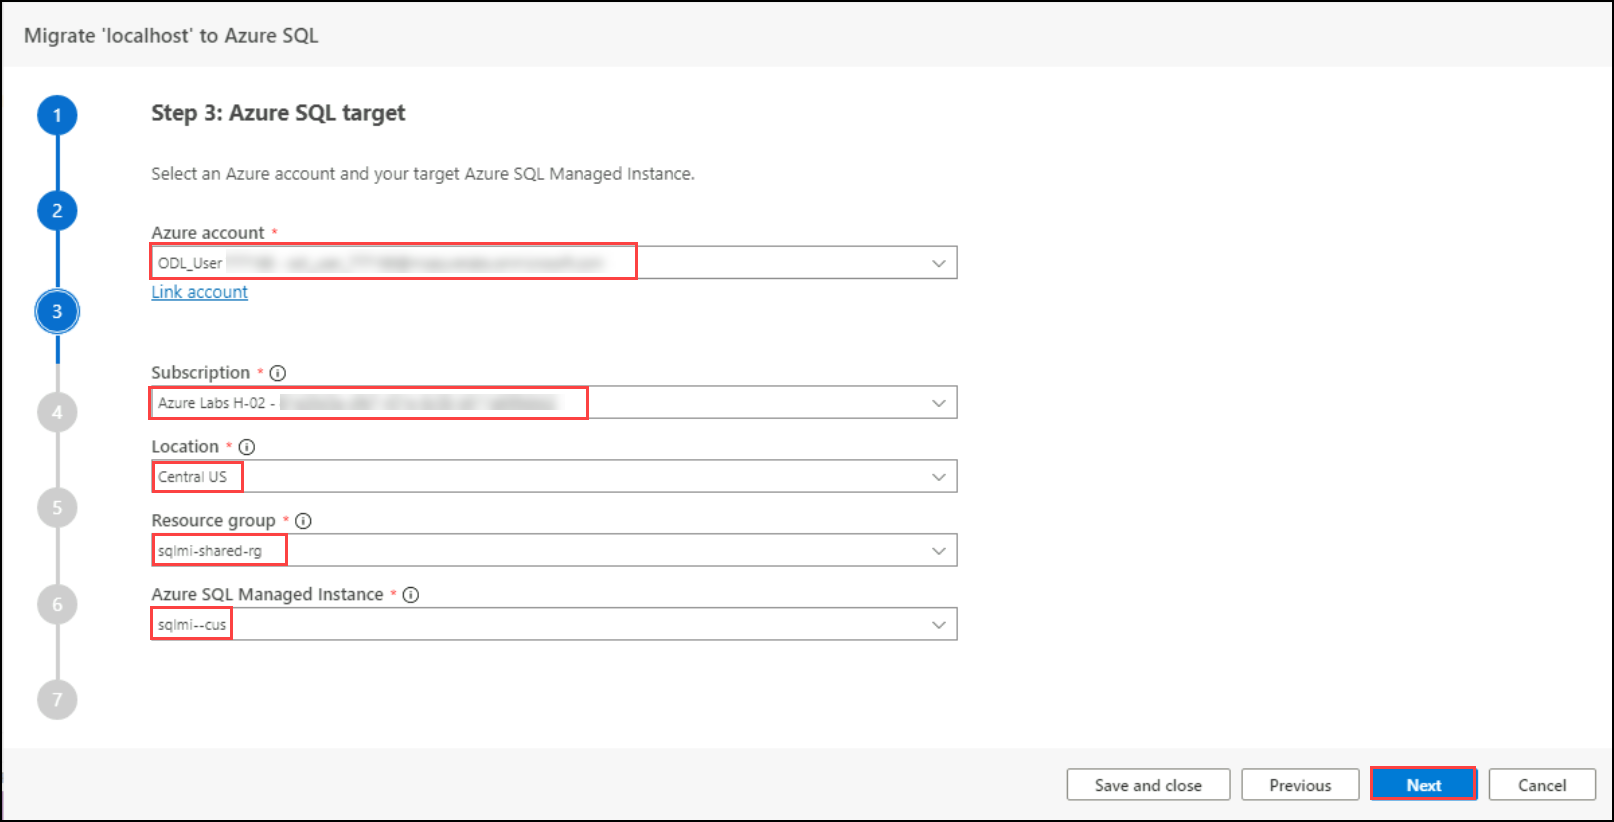 Migrate 'localhost' to Azure SQL
1
Step 3: Azure SQL target
Select an Azure account and your target Azure SQL Managed Instance.
2
Azure account *
ODL_User
Link account
3
Subscription *
Azure Labs H-02 -
4
Location *
Central US
5
Resource group *
sqlmi-shared-rg
6
Azure SQL Managed Instance *
sqlmi--cus
7
Save and close
Previous
Next
Cancel